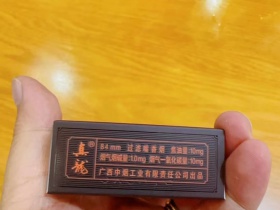 真龙®
84mm 过滤嘴香烟 焦油量:10mg
烟气烟碱量:1.0mg 烟气一氧化碳量:10mg
广西中烟工业有限责任公司出品